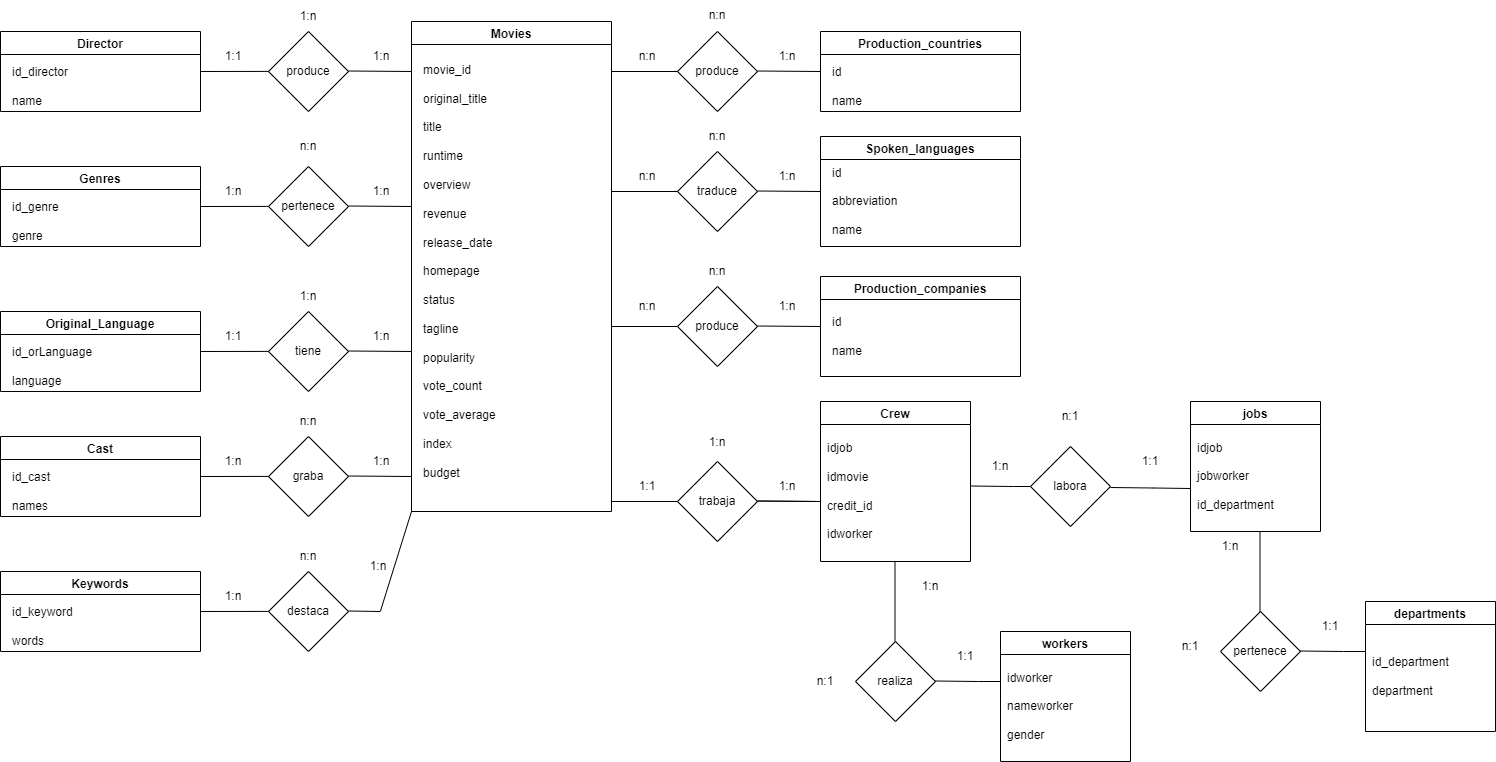 Director
id_director
name
1:1
1:n
produce
1:n
Genres
id_genre
genre
1:n
n:n
pertenece
1:n
Original_Language
id_orLanguage
language
1:1
1:n
tiene
1:n
Cast
id_cast
names
1:n
n:n
graba
1:n
Keywords
id_keyword
words
1:n
n:n
destaca
1:n
Movies
movie_id
original_title
title
runtime
overview
revenue
release_date
homepage
status
tagline
popularity
vote_count
vote_average
index
budget
n:n
n:n
produce
1:n
Production_countries
id
name
n:n
n:n
traduce
1:n
Spoken_languages
id
abbreviation
name
n:n
n:n
produce
1:n
Production_companies
id
name
1:1
1:n
trabaja
1:n
Crew
idjob
idmovie
credit_id
idworker
1:n
n:1
labora
1:1
jobs
idjob
jobworker
id_department
1:n
n:1
realiza
1:1
workers
idworker
nameworker
gender
1:n
n:1
pertenece
1:1
departments
id_department
department